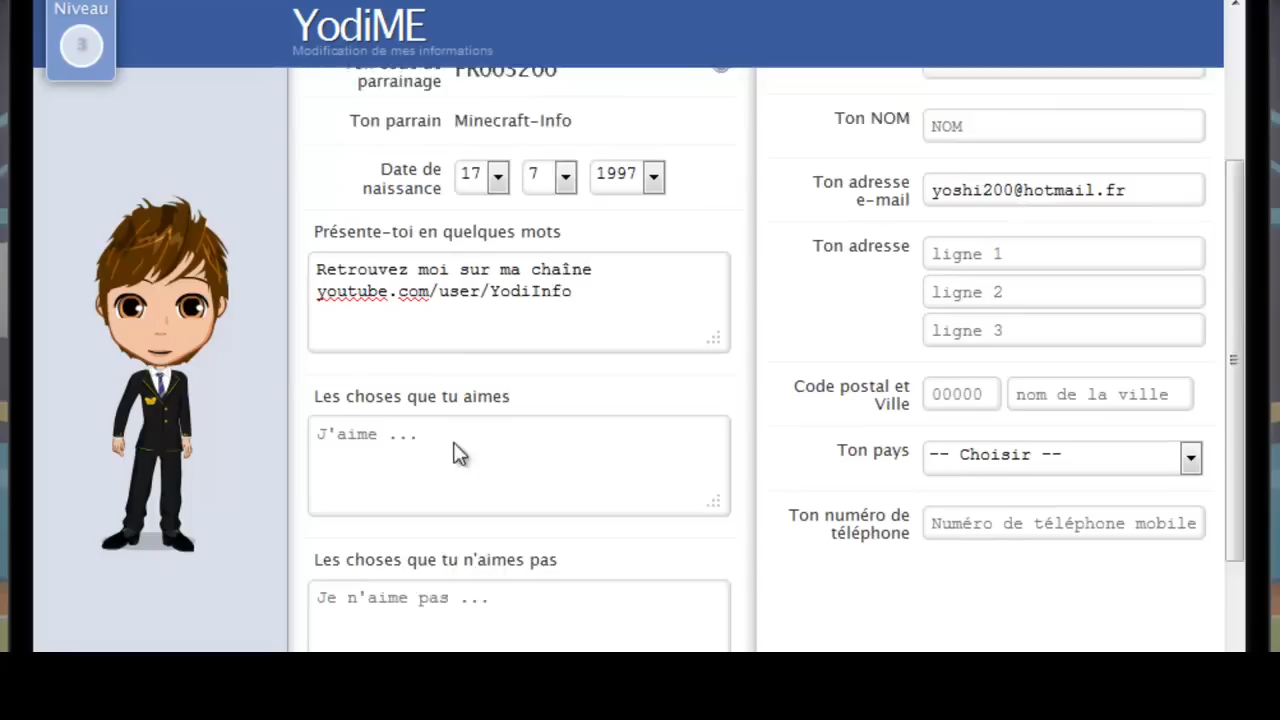 Niveau
3
YodiME
Modification de mes informations
parrainage
FR003200
Ton parrain Minecraft-Info
Date de
naissance
17 7 1997
Présente-toi en quelques mots
Retrouvez moi sur ma chaîne
youtube.com/user/YodiInfo
Les choses que tu aimes
J'aime ...
Les choses que tu n'aimes pas
Je n'aime pas ...
Ton NOM
NOM
Ton adresse
e-mail
yoshi200@hotmail.fr
Ton adresse
ligne 1
ligne 2
ligne 3
Code postal et
Ville
00000 nom de la ville
Ton pays
-- Choisir --
Ton numéro de
téléphone
Numéro de téléphone mobile